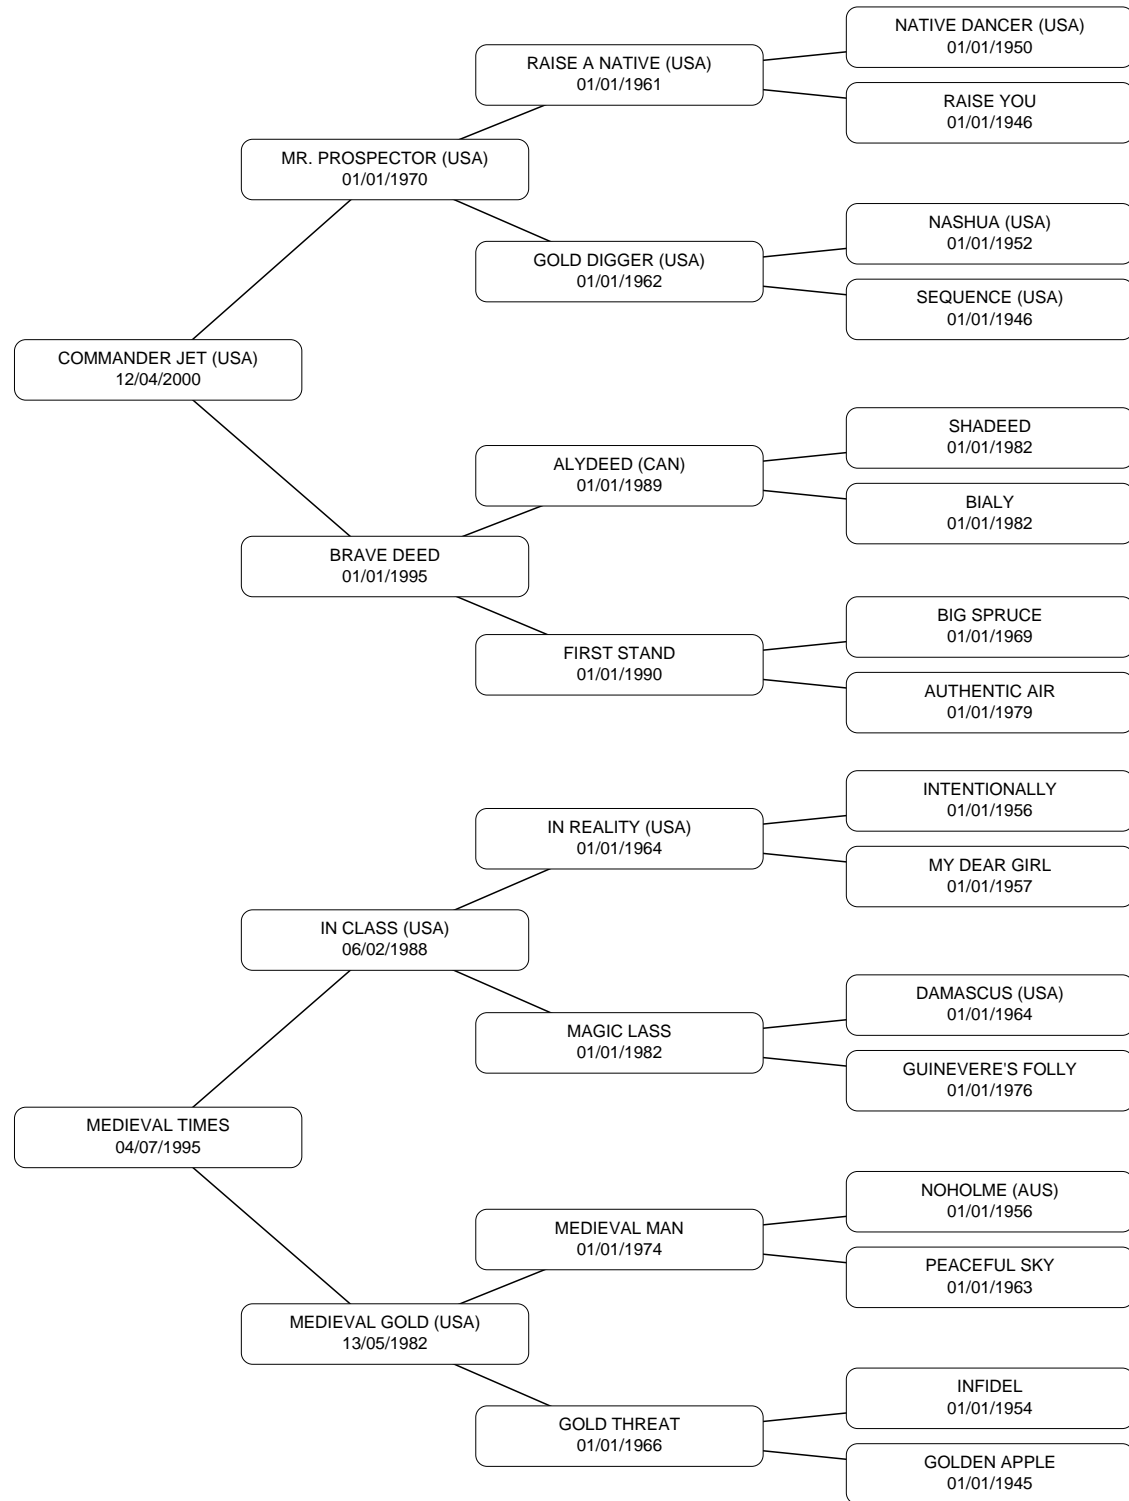 NATIVE DANCER (USA)
01/01/1950
RAISE A NATIVE (USA)
01/01/1961
RAISE YOU
01/01/1946
MR. PROSPECTOR (USA)
01/01/1970
NASHUA (USA)
01/01/1952
GOLD DIGGER (USA)
01/01/1962
SEQUENCE (USA)
01/01/1946
COMMANDER JET (USA)
12/04/2000
SHADEED
01/01/1982
ALYDEED (CAN)
01/01/1989
BIALY
01/01/1982
BRAVE DEED
01/01/1995
BIG SPRUCE
01/01/1969
FIRST STAND
01/01/1990
AUTHENTIC AIR
01/01/1979
INTENTIONALLY
01/01/1956
IN REALITY (USA)
01/01/1964
MY DEAR GIRL
01/01/1957
IN CLASS (USA)
06/02/1988
DAMASCUS (USA)
01/01/1964
MAGIC LASS
01/01/1982
GUINEVERE'S FOLLY
01/01/1976
MEDIEVAL TIMES
04/07/1995
NOHOLME (AUS)
01/01/1956
MEDIEVAL MAN
01/01/1974
PEACEFUL SKY
01/01/1963
MEDIEVAL GOLD (USA)
13/05/1982
INFIDEL
01/01/1954
GOLD THREAT
01/01/1966
GOLDEN APPLE
01/01/1945